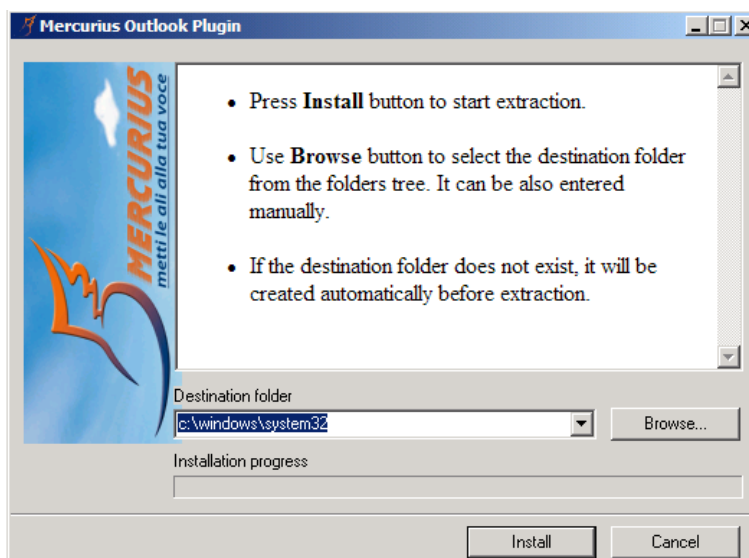 Mercurius Outlook Plugin
MERCURIUS
metti le ali alla tua voce
• Press Install button to start extraction.
• Use Browse button to select the destination folder
from the folders tree. It can be also entered
manually.
• If the destination folder does not exist, it will be
created automatically before extraction.
Destination folder
c:\windows\system32
Browse...
Installation progress
Install
Cancel